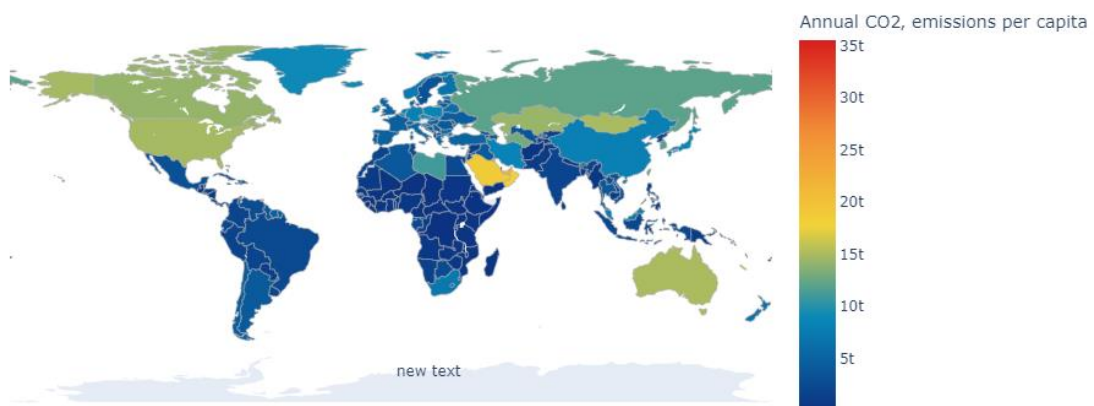 Annual CO2, emissions per capita
35t
30t
25t
20t
15t
10t
5t
new text